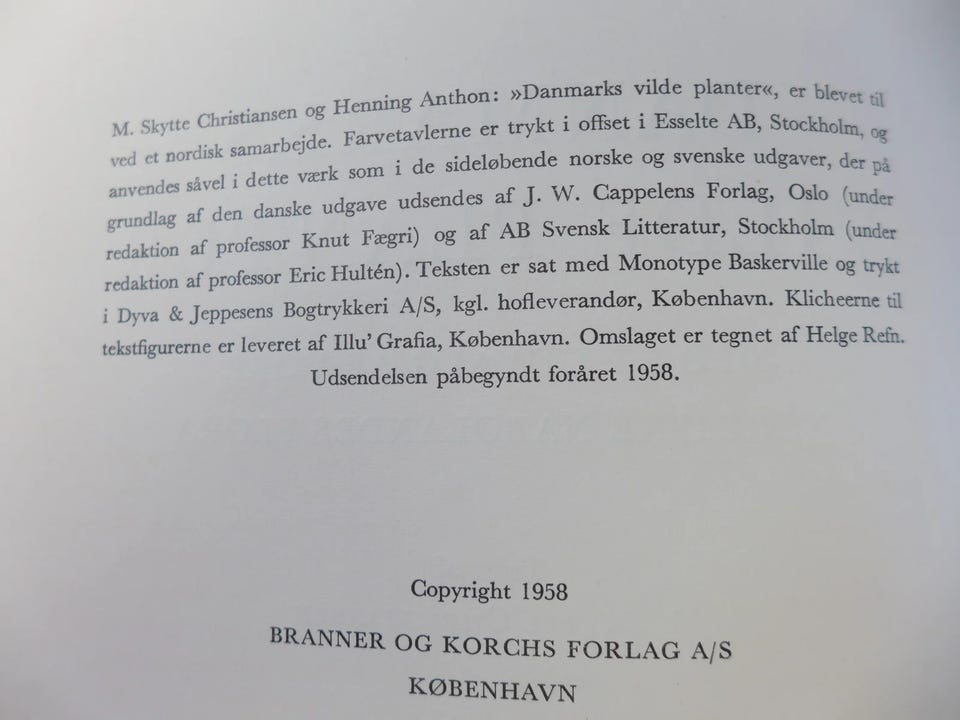 M. Skytte Christiansen og Henning Anthon: »Danmarks vilde planter«, er blevet til
ved et nordisk samarbejde. Farvetavlerne er trykt i offset i Esselte AB, Stockholm, og
anvendes såvel i dette værk som i de sideløbende norske og svenske udgaver, der på
grundlag af den danske udgave udsendes af J. W. Cappelens Forlag, Oslo (under
redaktion af professor Knut Fægri) og af AB Svensk Litteratur, Stockholm (under
redaktion af professor Eric Hultén). Teksten er sat med Monotype Baskerville og trykt
i Dyva & Jeppesens Bogtrykkeri A/S, kgl. hofleverandør, København. Klicheerne til
tekstfigurerne er leveret af Illu' Grafia, København. Omslaget er tegnet af Helge Refn.
Udsendelsen påbegyndt foråret 1958.
Copyright 1958
BRANNER OG KORCHS FORLAG A/S
KØBENHAVN